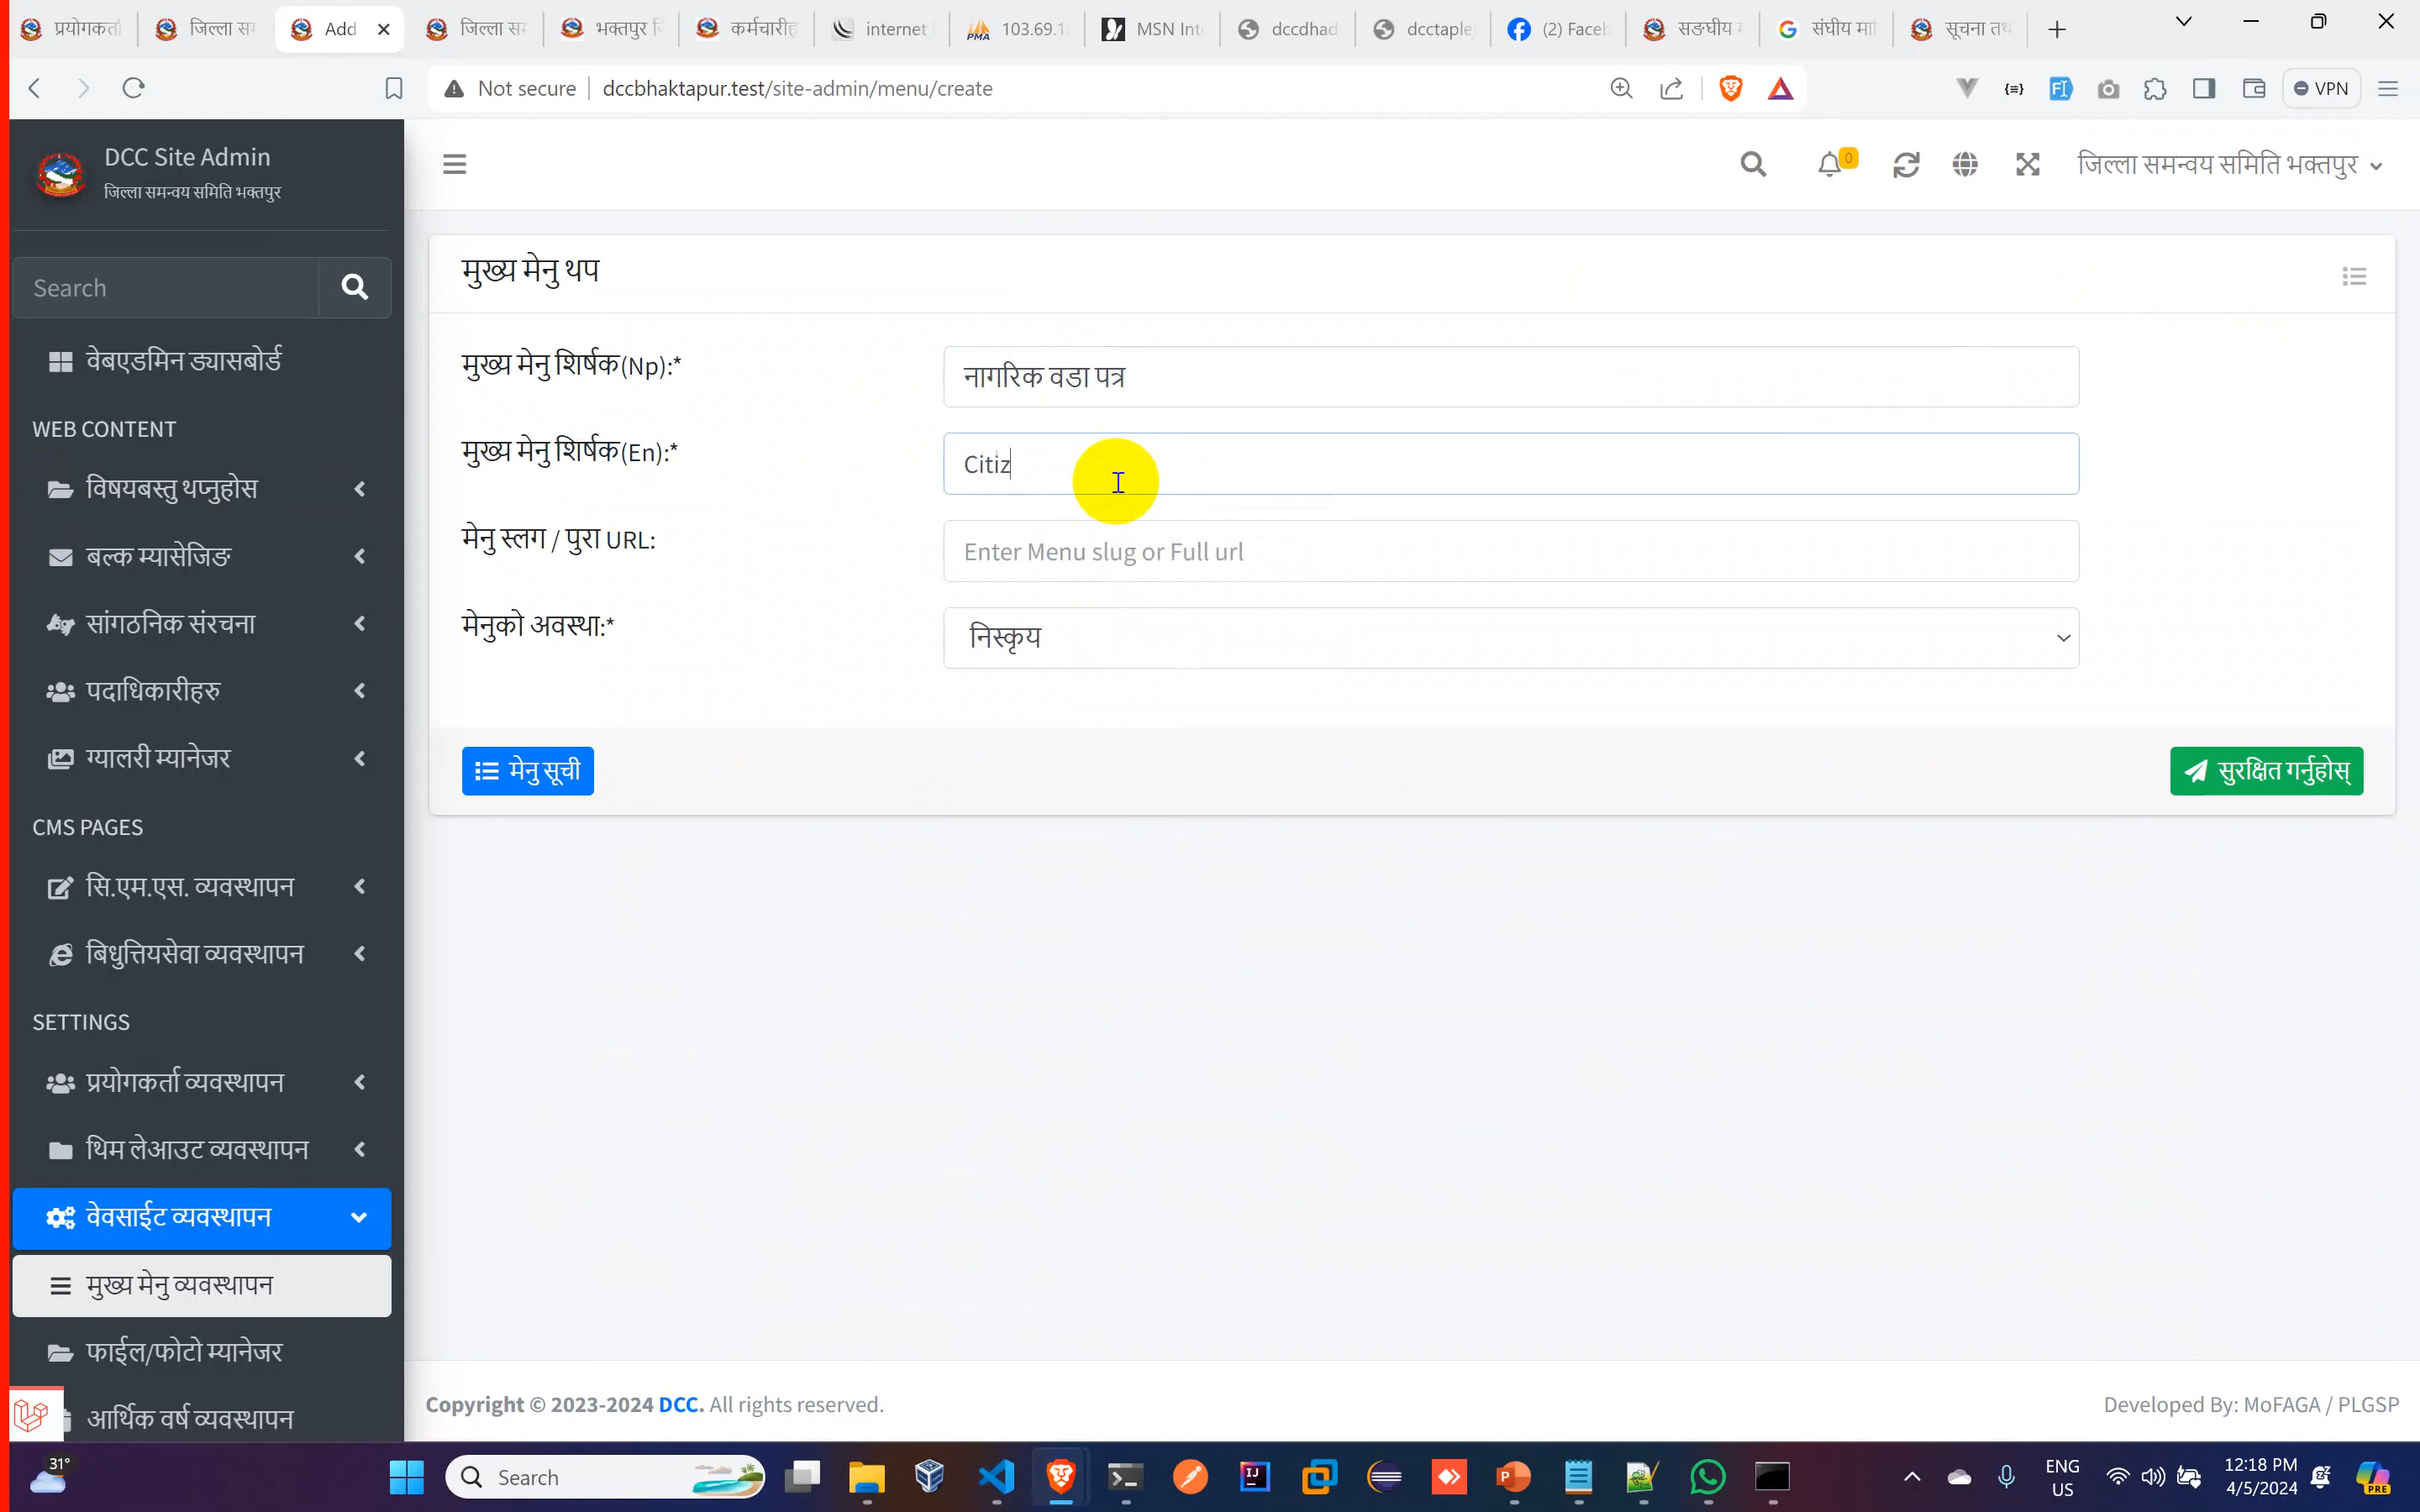 प्रयोगकर्ता
जिल्ला सम
Add
जिल्ला सम
भक्तपुर जि
कर्मचारीह
internet
103.69.1
MSN Int
dccdhad
dcctaple
(2) Faceb
सङघीय म
संघीय मा
सूचना तथ
Not secure dccbhaktapur.test/site-admin/menu/create
VPN
DCC Site Admin
जिल्ला समन्वय समिति भक्तपुर
0
जिल्ला समन्वय समिति भक्तपुर
Search
वेबएडमिन ड्यासबोर्ड
WEB CONTENT
विषयबस्तु थप्नुहोस
बल्क म्यासेजिङ
सांगठनिक संरचना
पदाधिकारीहरु
ग्यालरी म्यानेजर
CMS PAGES
सि.एम.एस. व्यवस्थापन
बिधुत्तियसेवा व्यवस्थापन
SETTINGS
प्रयोगकर्ता व्यवस्थापन
थिम लेआउट व्यवस्थापन
वेवसाईट व्यवस्थापन
मुख्य मेनु व्यवस्थापन
फाईल/फोटो म्यानेजर
आर्थिक वर्ष व्यवस्थापन
मुख्य मेनु थप
मुख्य मेनु शिर्षक(Np):*
नागरिक वडा पत्र
मुख्य मेनु शिर्षक(En):*
Citiz
मेनु स्लग / पुरा URL:
Enter Menu slug or Full url
मेनुको अवस्था:*
निस्कृय
मेनु सूची
सुरक्षित गर्नुहोस्
Copyright © 2023-2024 DCC. All rights reserved.
Developed By: MoFAGA / PLGSP
31°
Search
ENG
US
12:18 PM
4/5/2024
PRE